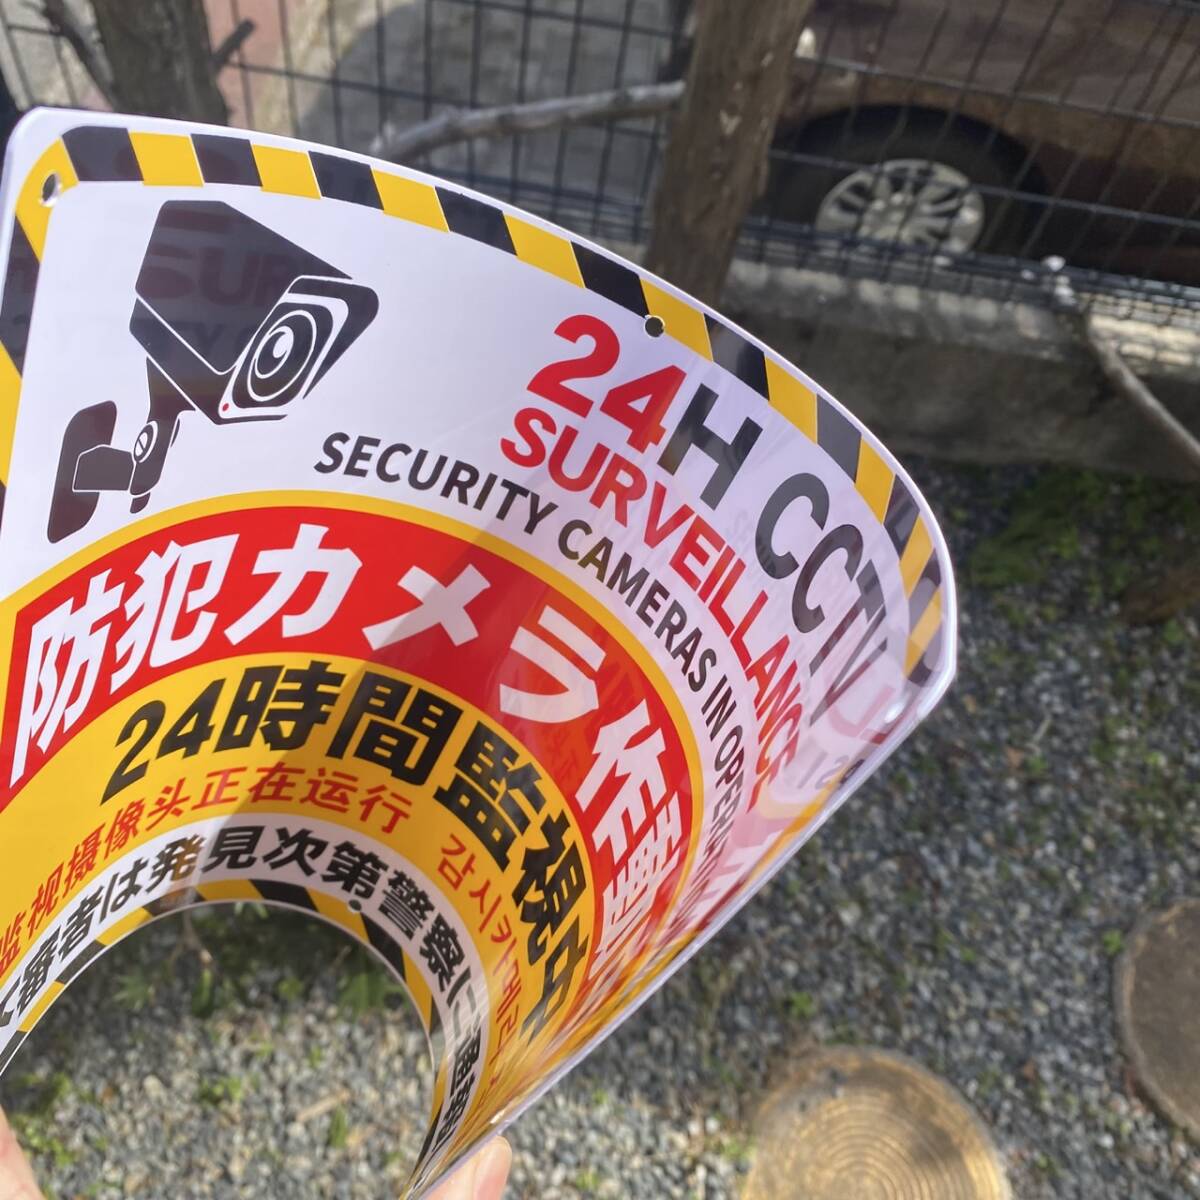 24H CCTV
SURVEILLANCE
SECURITY CAMERAS IN OPERATION
防犯カメラ作動中
24時間監視中
监视摄像头正在运行 감시카메라
不審者は発見次第警察に通報